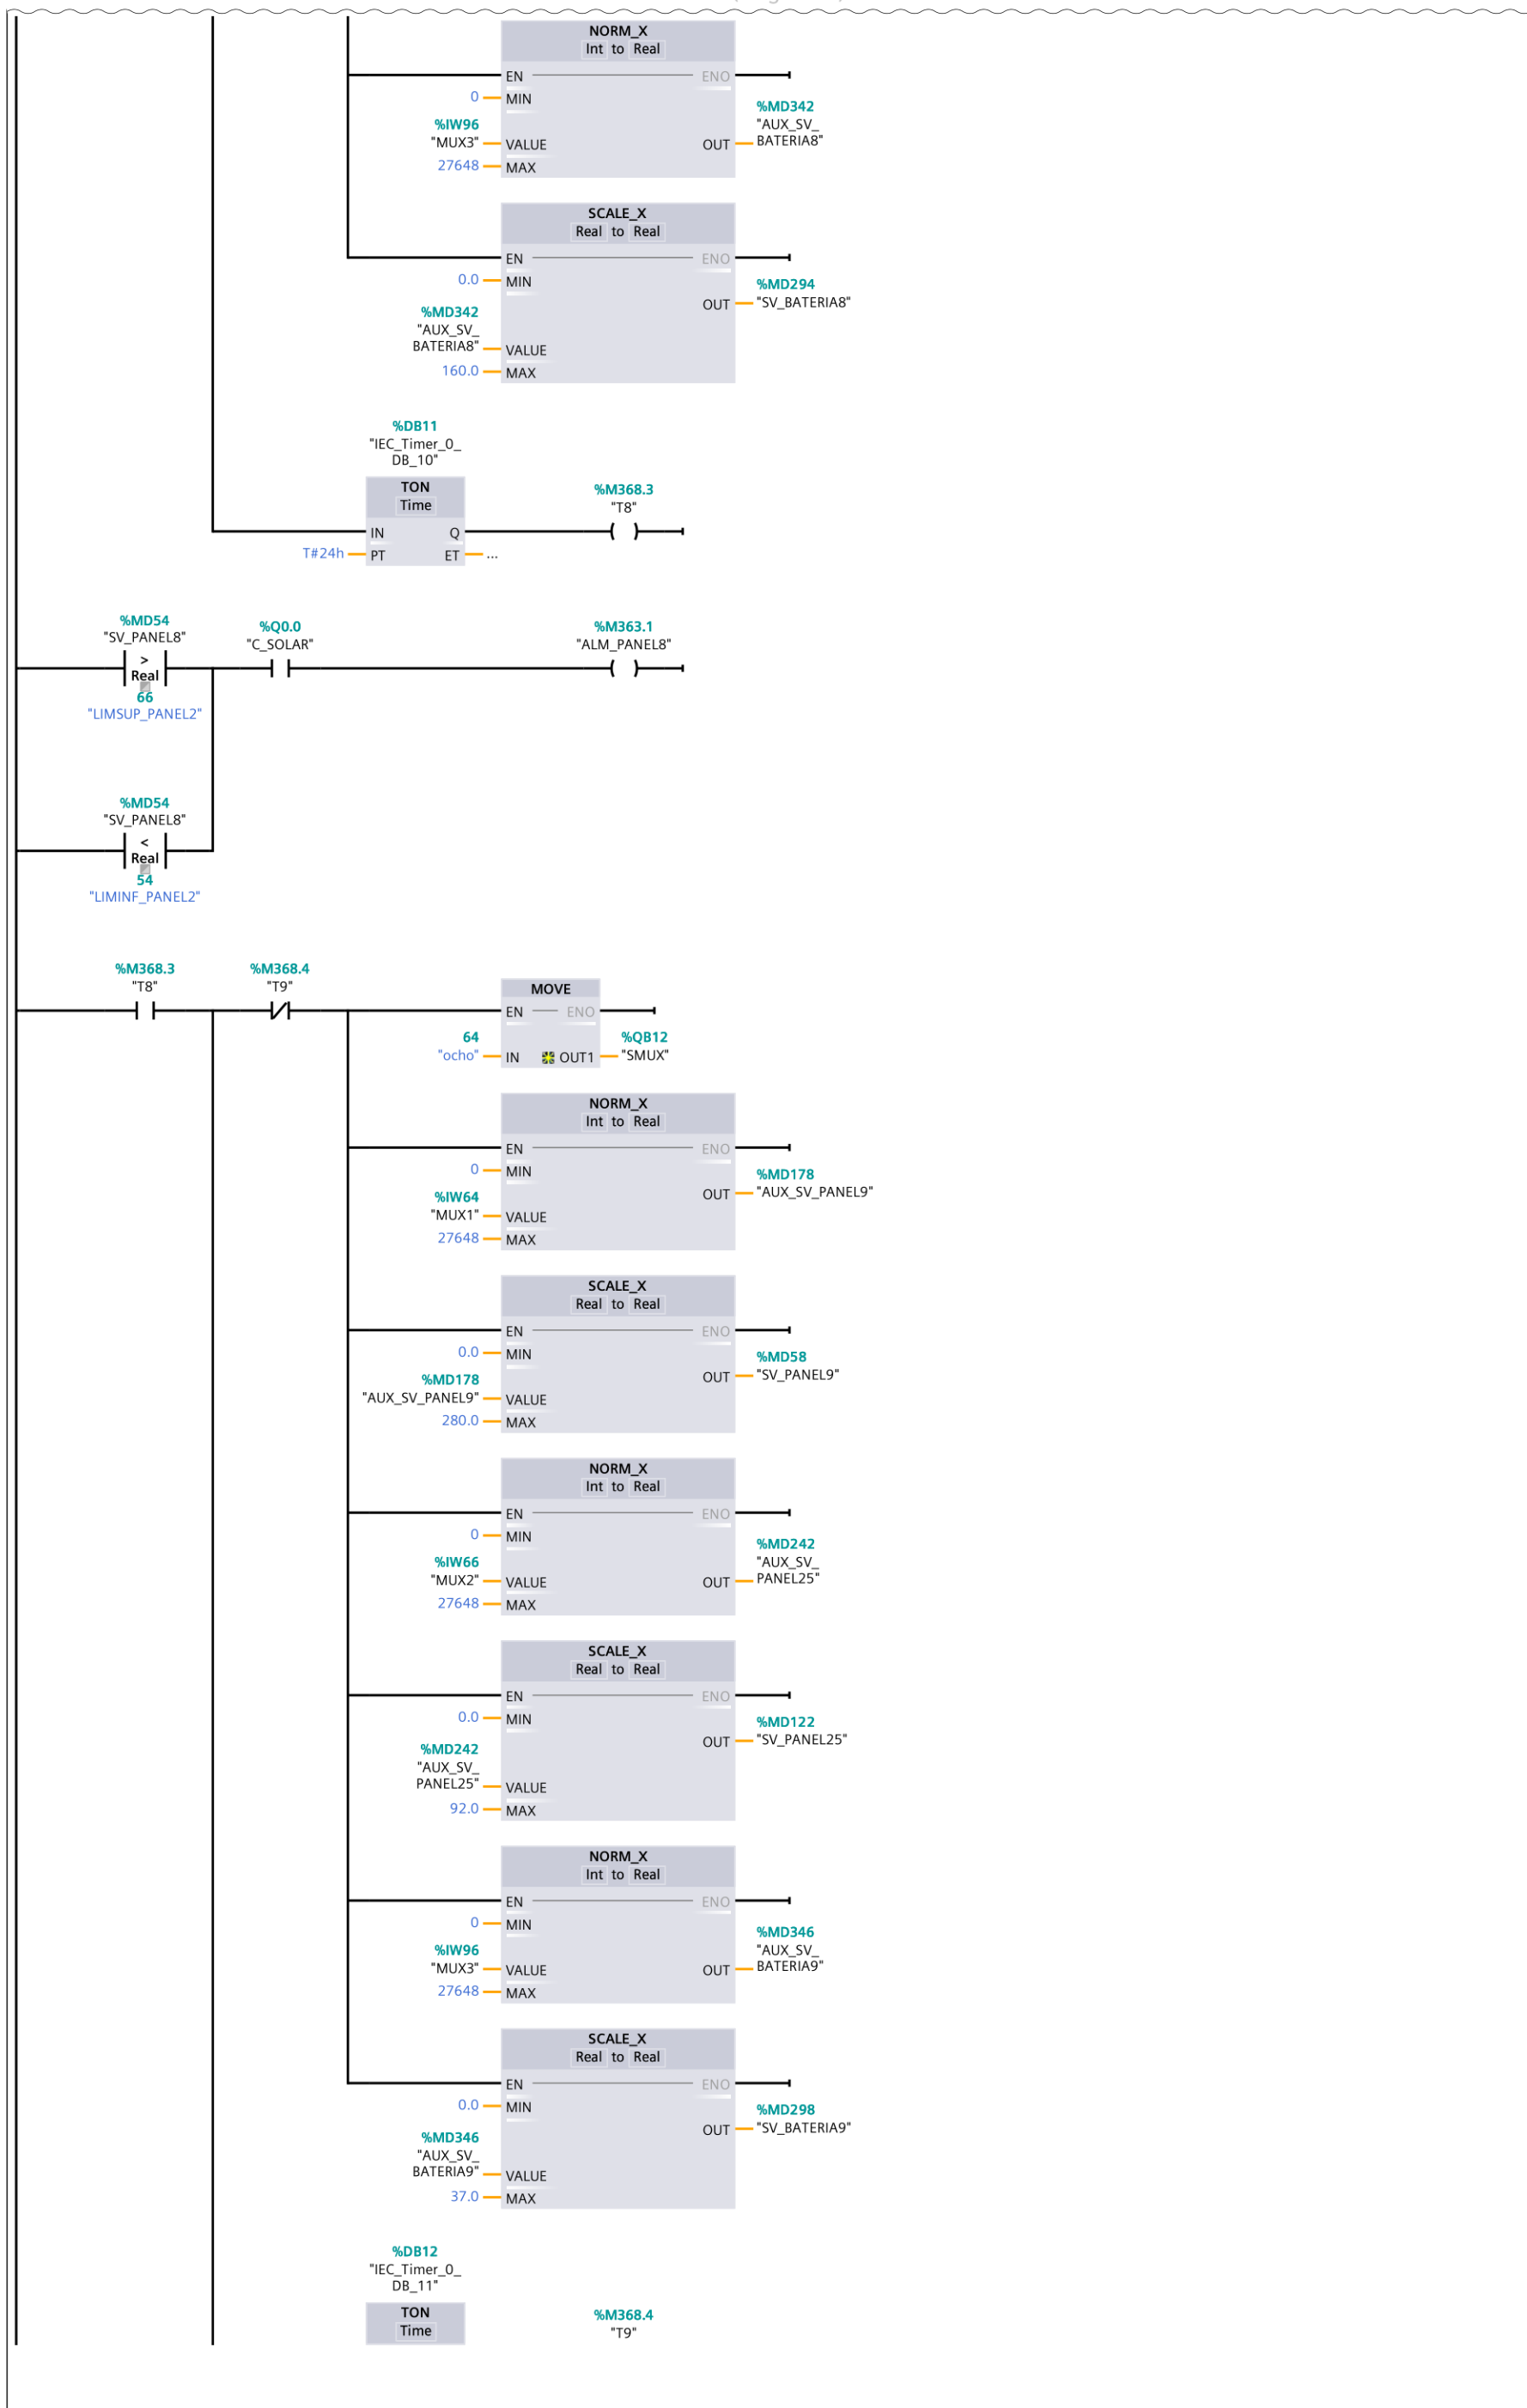 NORM_X
Int to Real
EN ENO
0 MIN
%MD342
%IW96
"AUX_SV_
"MUX3" VALUE OUT BATERIA8"
27648 MAX
SCALE_X
Real to Real
EN ENO
0.0 MIN
%MD294
OUT "SV_BATERIA8"
%MD342
"AUX_SV_
BATERIA8" VALUE
160.0 MAX
%DB11
"IEC_Timer_0_
DB_10"
TON
Time
%M368.3
"T8"
IN Q
T#24h PT ET ...
%MD54
"SV_PANEL8"
%Q0.0
"C_SOLAR"
%M363.1
"ALM_PANEL8"
>
Real
66
"LIMSUP_PANEL2"
%MD54
"SV_PANEL8"
<
Real
54
"LIMINF_PANEL2"
%M368.3
"T8"
%M368.4
"T9"
MOVE
EN ENO
64
"ocho" IN OUT1
%QB12
"SMUX"
NORM_X
Int to Real
EN ENO
0 MIN
%MD178
OUT "AUX_SV_PANEL9"
%IW64
"MUX1" VALUE
27648 MAX
SCALE_X
Real to Real
EN ENO
0.0 MIN
%MD58
OUT "SV_PANEL9"
%MD178
"AUX_SV_PANEL9" VALUE
280.0 MAX
NORM_X
Int to Real
EN ENO
0 MIN
%MD242
%IW66
"AUX_SV_
"MUX2" VALUE OUT PANEL25"
27648 MAX
SCALE_X
Real to Real
EN ENO
0.0 MIN
%MD122
OUT "SV_PANEL25"
%MD242
"AUX_SV_
PANEL25" VALUE
92.0 MAX
NORM_X
Int to Real
EN ENO
0 MIN
%MD346
%IW96
"AUX_SV_
"MUX3" VALUE OUT BATERIA9"
27648 MAX
SCALE_X
Real to Real
EN ENO
0.0 MIN
%MD298
OUT "SV_BATERIA9"
%MD346
"AUX_SV_
BATERIA9" VALUE
37.0 MAX
%DB12
"IEC_Timer_0_
DB_11"
TON
Time
%M368.4
"T9"